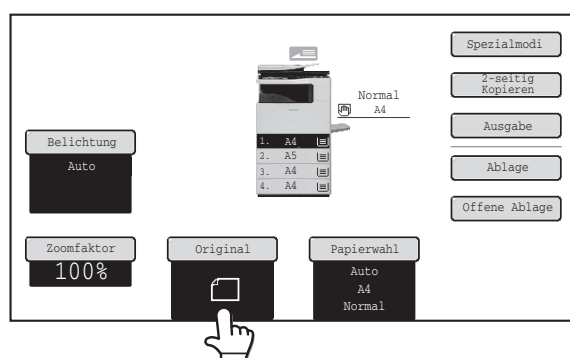 Spezialmodi
2-seitig
Kopieren
Ausgabe
Ablage
Offene Ablage
Normal
A4
1. A4
2. A5
3. A4
4. A4
Belichtung
Auto
Zoomfaktor
100%
Original
Papierwahl
Auto
A4
Normal